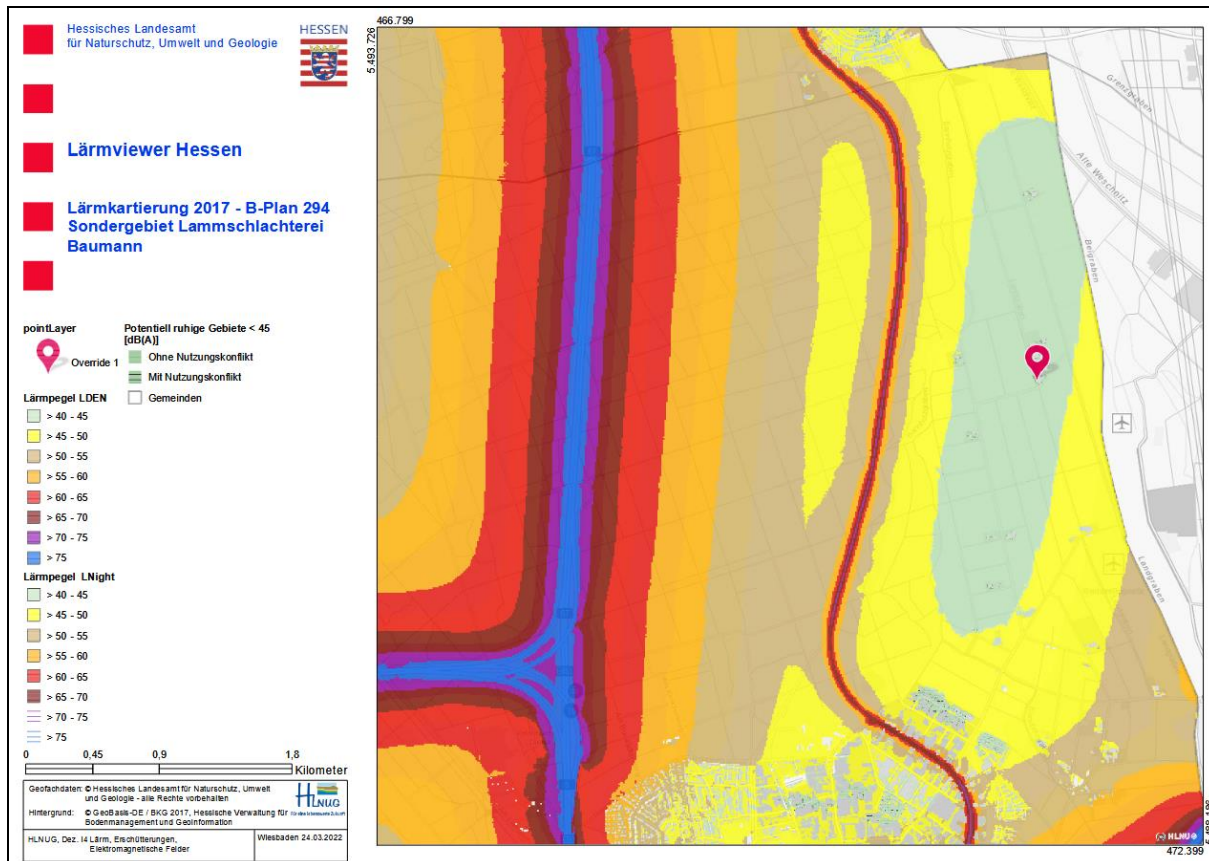 Hessisches Landesamt
für Naturschutz, Umwelt und Geologie
HESSEN
Lärmviewer Hessen
Lärmkartierung 2017 - B-Plan 294
Sondergebiet Lammschlachterei
Baumann
pointLayer
Override 1
Potentiell ruhige Gebiete < 45
[dB(A)]
Ohne Nutzungskonflikt
Mit Nutzungskonflikt
Gemeinden
Lärmpegel LDEN
> 40 - 45
> 45 - 50
> 50 - 55
> 55 - 60
> 60 - 65
> 65 - 70
> 70 - 75
> 75
Lärmpegel LNight
> 40 - 45
> 45 - 50
> 50 - 55
> 55 - 60
> 60 - 65
> 65 - 70
> 70 - 75
> 75
0 0,45 0,9 1,8
Kilometer
Geofachdaten: © Hessisches Landesamt für Naturschutz, Umwelt
und Geologie - alle Rechte vorbehalten
Hintergrund: © GeoBasis-DE / BKG 2017, Hessische Verwaltung für
Bodenmanagement und Geoinformation
HLNUG
HLNUG, Dez. I4 Lärm, Erschütterungen,
Elektromagnetische Felder
Wiesbaden 24.03.2022
466.799
5.493.726
Grenzgraben
Alte Weschnitz
Beigraben
Landgraben
(c) HLNUG
472.399